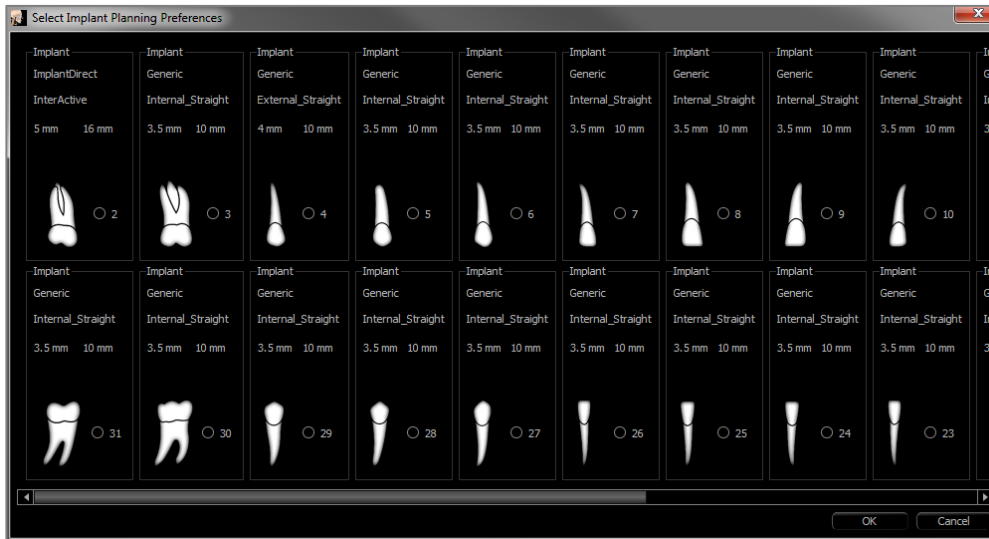 Select Implant Planning Preferences
Implant Implant Implant Implant Implant Implant Implant Implant Implant
ImplantDirect Generic Generic Generic Generic Generic Generic Generic Generic
InterActive Internal_Straight External_Straight Internal_Straight Internal_Straight Internal_Straight Internal_Straight Internal_Straight Internal_Straight
5 mm 16 mm 3.5 mm 10 mm 4 mm 10 mm 3.5 mm 10 mm 3.5 mm 10 mm 3.5 mm 10 mm 3.5 mm 10 mm 3.5 mm 10 mm 3.5 mm 10 mm
2 3 4 5 6 7 8 9 10
Implant Implant Implant Implant Implant Implant Implant Implant Implant
Generic Generic Generic Generic Generic Generic Generic Generic Generic
Internal_Straight Internal_Straight Internal_Straight Internal_Straight Internal_Straight Internal_Straight Internal_Straight Internal_Straight Internal_Straight
3.5 mm 10 mm 3.5 mm 10 mm 3.5 mm 10 mm 3.5 mm 10 mm 3.5 mm 10 mm 3.5 mm 10 mm 3.5 mm 10 mm 3.5 mm 10 mm 3.5 mm 10 mm
31 30 29 28 27 26 25 24 23
OK Cancel